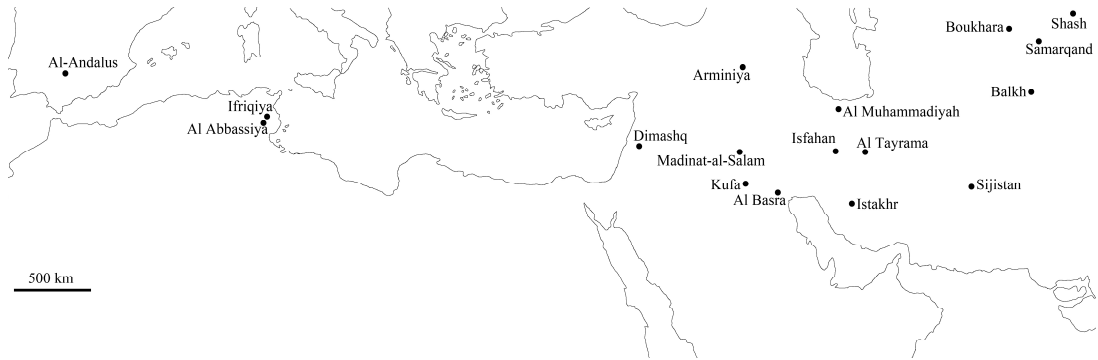 Shash
Boukhara
Samarqand
Al-Andalus
Arminiya
Balkh
Ifriqiya
Al Muhammadiyah
Al Abbassiya
Dimashq
Isfahan
Al Tayrama
Madinat-al-Salam
Kufa
Sijistan
Al Basra
Istakhr
500 km